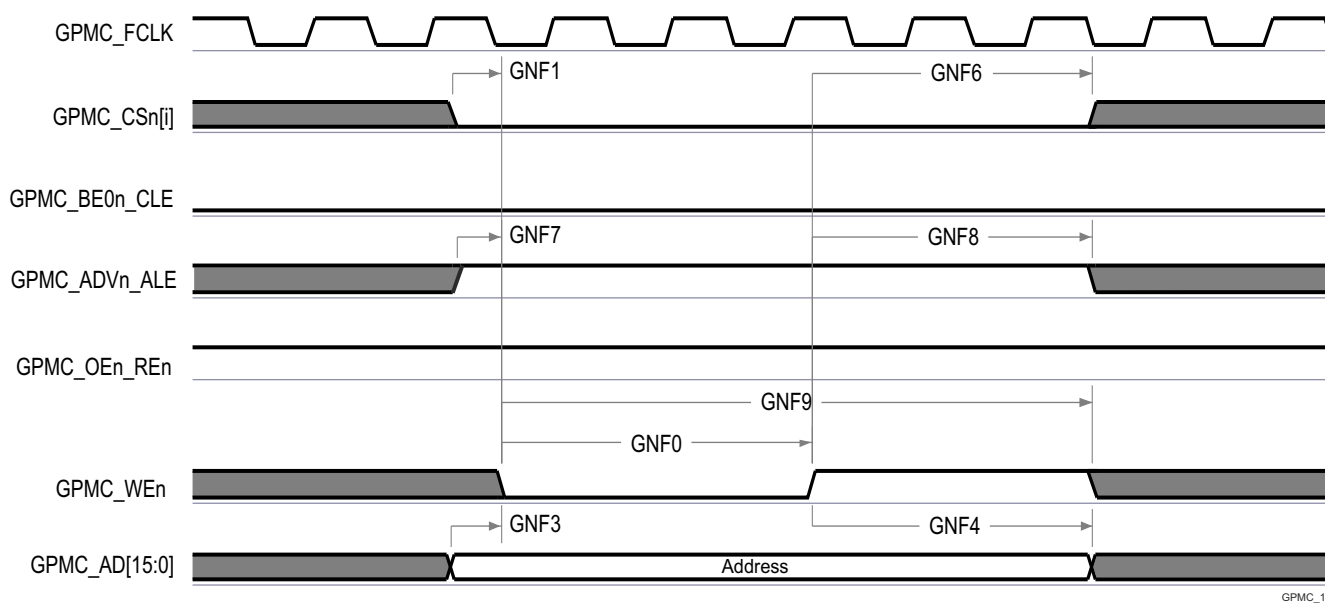 GPMC_FCLK
GNF1
GNF6
GPMC_CSn[i]
GPMC_BE0n_CLE
GNF7
GNF8
GPMC_ADVn_ALE
GPMC_OEn_REn
GNF9
GNF0
GPMC_WEn
GNF3
GNF4
GPMC_AD[15:0]
Address
GPMC_1